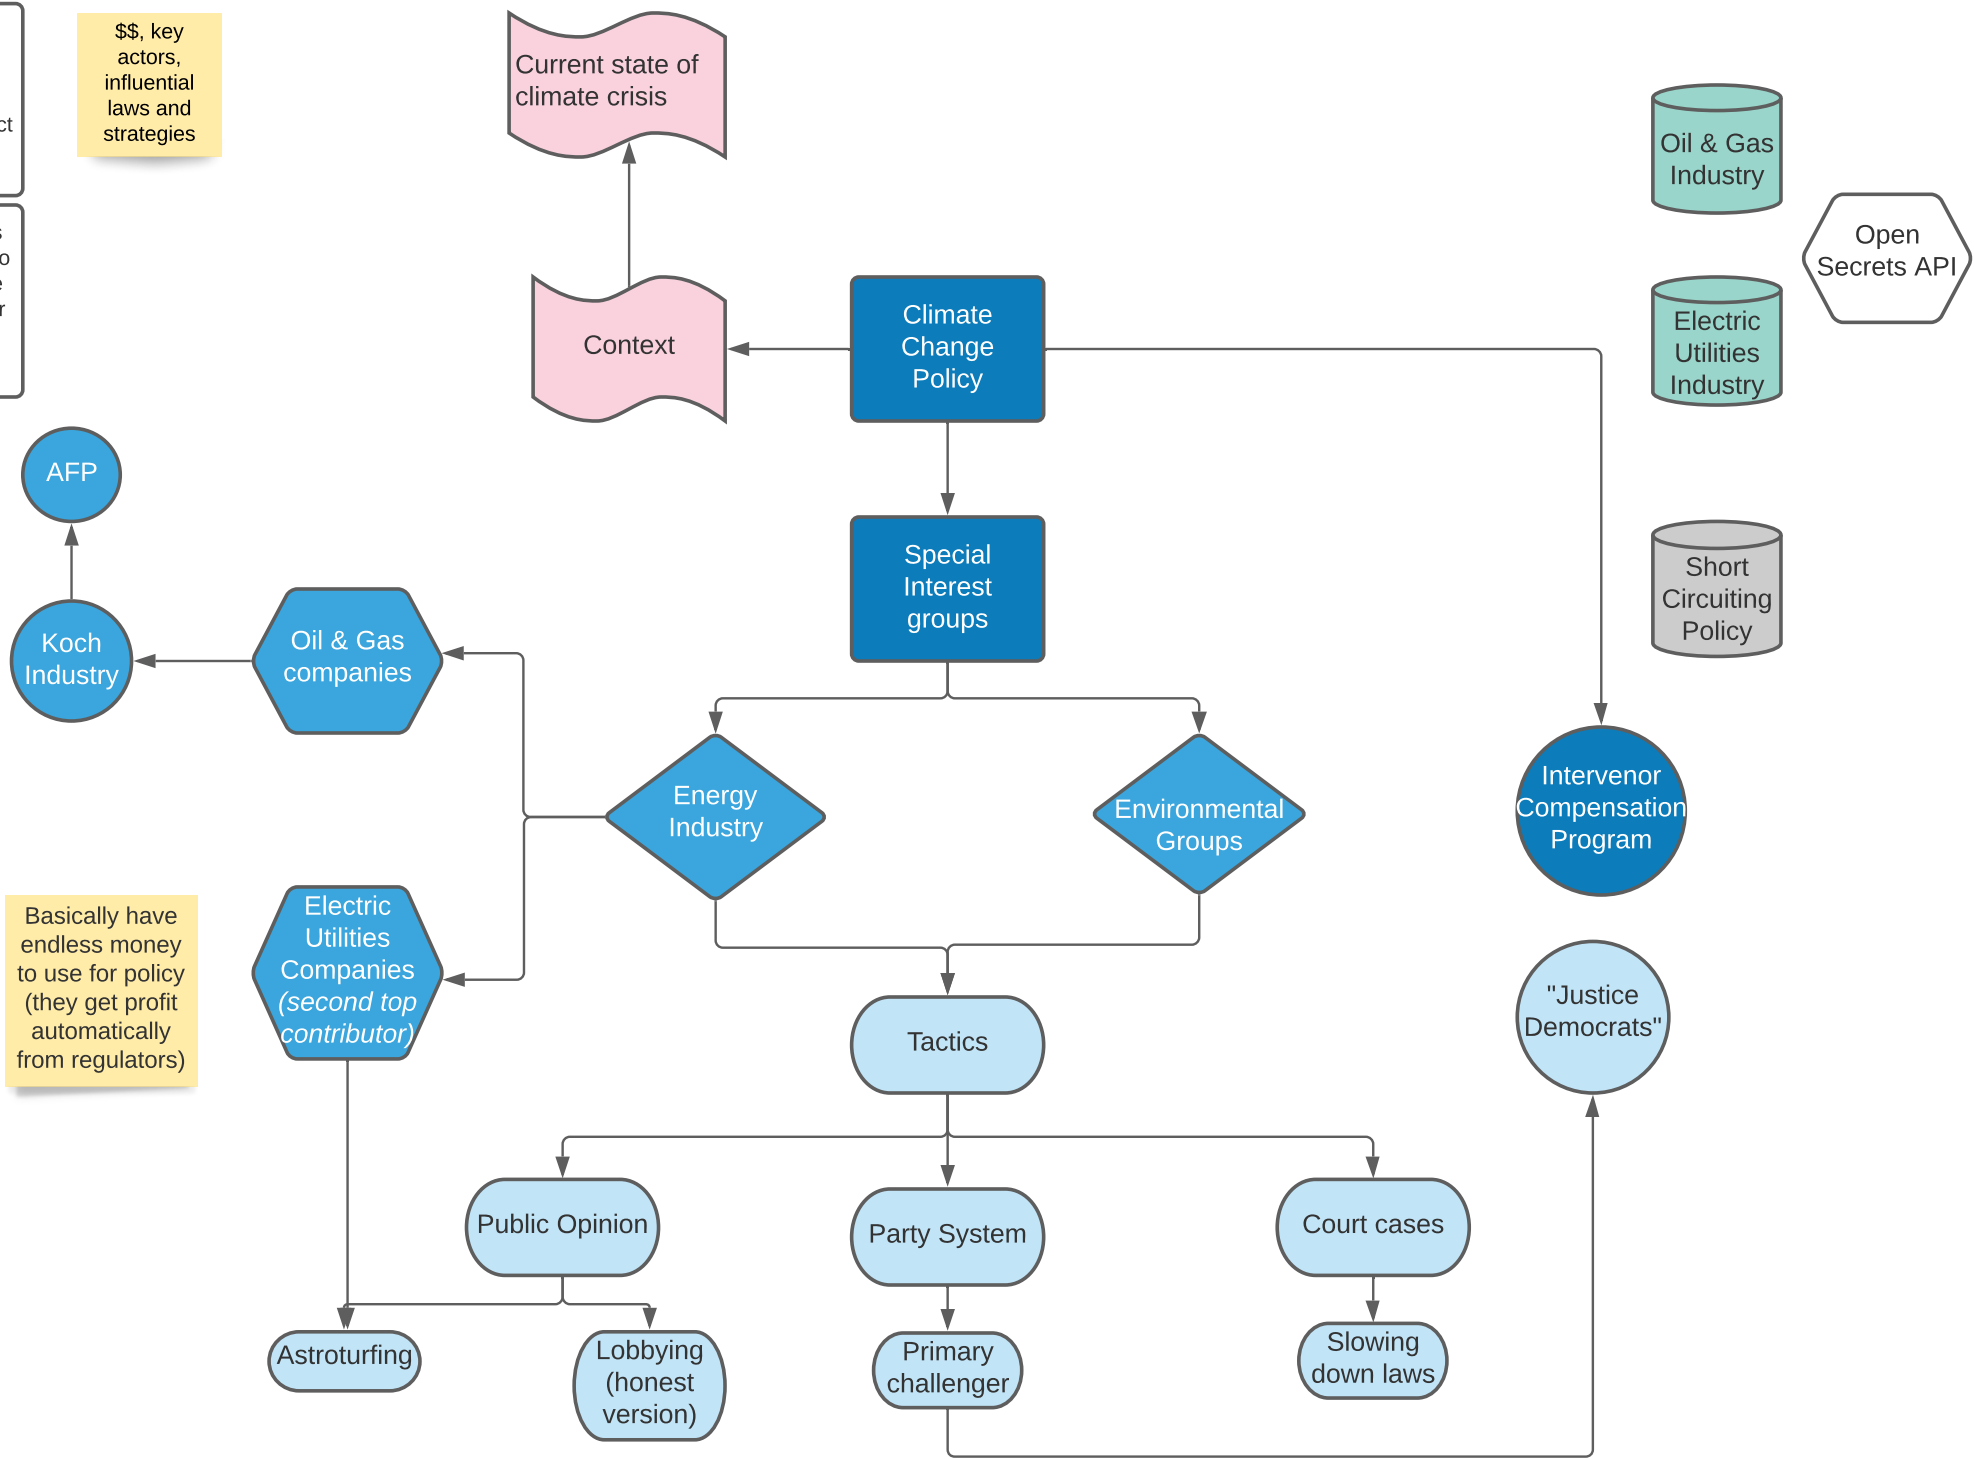 $$, key
actors,
influential
laws and
strategies
Current state of
climate crisis
Oil & Gas
Industry
Open
Secrets API
Context
Climate
Change
Policy
Electric
Utilities
Industry
AFP
Special
Interest
groups
Short
Circuiting
Policy
Koch
Industry
Oil & Gas
companies
Energy
Industry
Environmental
Groups
Intervenor
Compensation
Program
Basically have
endless money
to use for policy
(they get profit
automatically
from regulators)
Electric
Utilities
Companies
(second top
contributor)
Tactics
"Justice
Democrats"
Public Opinion
Party System
Court cases
Astroturfing
Lobbying
(honest
version)
Primary
challenger
Slowing
down laws